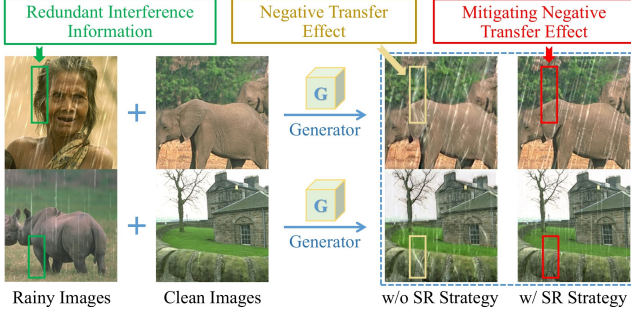 Redundant Interference
Information
Negative Transfer
Effect
Mitigating Negative
Transfer Effect
G
Generator
G
Generator
Rainy Images
Clean Images
w/o SR Strategy
w/ SR Strategy